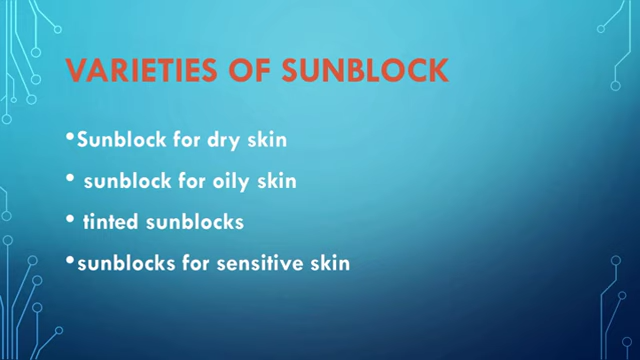 VARIETIES OF SUNBLOCK
•Sunblock for dry skin
• sunblock for oily skin
• tinted sunblocks
•sunblocks for sensitive skin